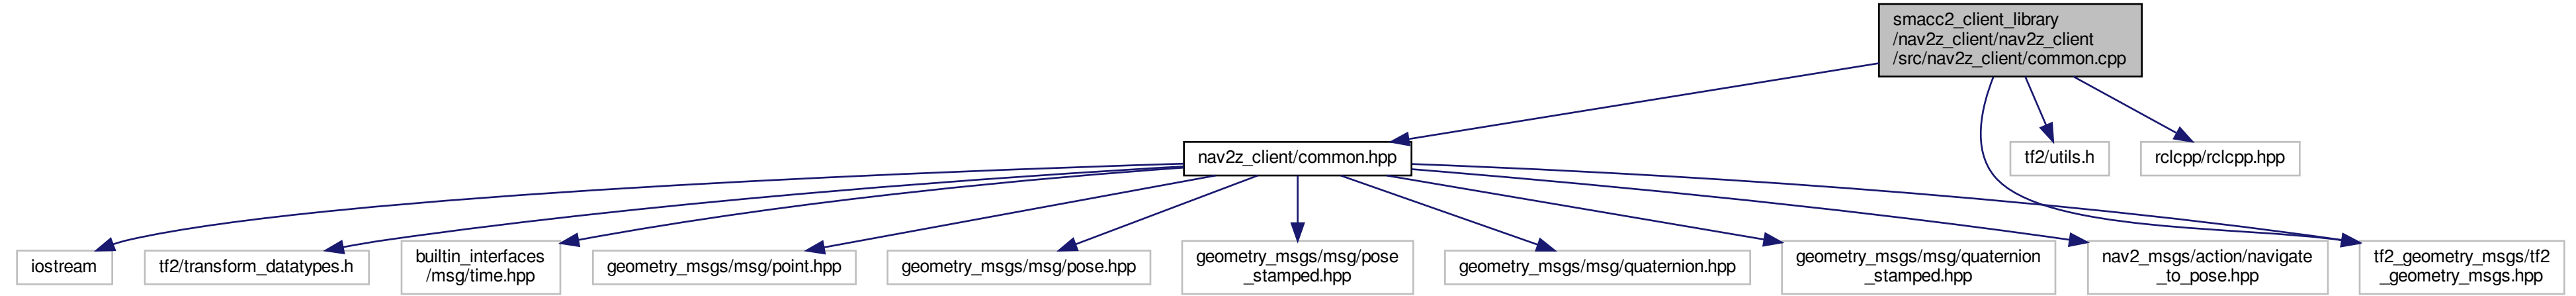 smacc2_client_library
/nav2z_client/nav2z_client
/src/nav2z_client/common.cpp
nav2z_client/common.hpp
tf2/utils.h
rclcpp/rclcpp.hpp
iostream
tf2/transform_datatypes.h
builtin_interfaces
/msg/time.hpp
geometry_msgs/msg/point.hpp
geometry_msgs/msg/pose.hpp
geometry_msgs/msg/pose
_stamped.hpp
geometry_msgs/msg/quaternion.hpp
geometry_msgs/msg/quaternion
_stamped.hpp
nav2_msgs/action/navigate
_to_pose.hpp
tf2_geometry_msgs/tf2
_geometry_msgs.hpp